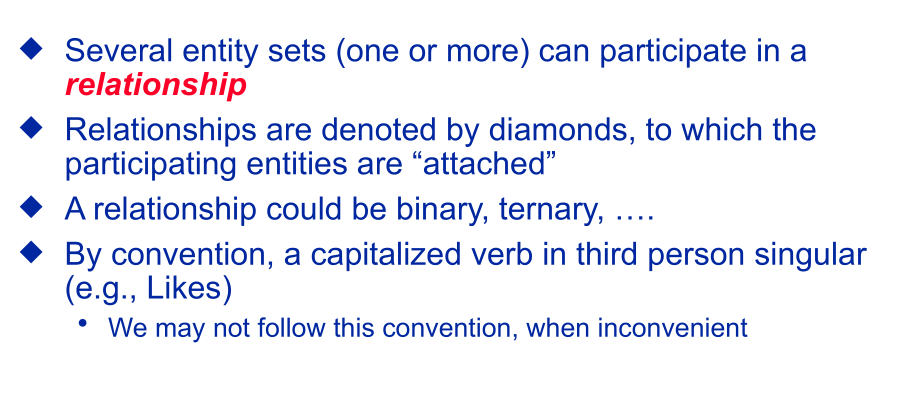 Several entity sets (one or more) can participate in a
relationship
Relationships are denoted by diamonds, to which the
participating entities are “attached”
A relationship could be binary, ternary, ….
By convention, a capitalized verb in third person singular
(e.g., Likes)
We may not follow this convention, when inconvenient